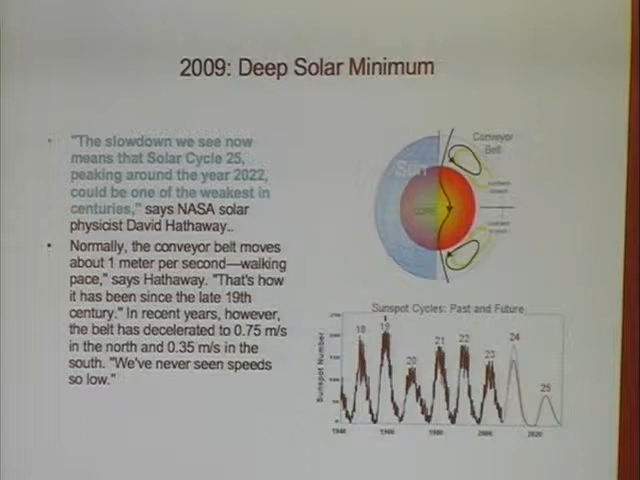 2009: Deep Solar Minimum
• "The slowdown we see now
means that Solar Cycle 25,
peaking around the year 2022,
could be one of the weakest in
centuries," says NASA solar
physicist David Hathaway..
• Normally, the conveyor belt moves
about 1 meter per second—walking
pace," says Hathaway. "That's how
it has been since the late 19th
century." In recent years, however,
the belt has decelerated to 0.75 m/s
in the north and 0.35 m/s in the
south. "We've never seen speeds
so low."
Conveyor
Belt
Sun
CORE
Sunspot Cycles: Past and Future
Sunspot Number
18
19
20
21
22
23
24
25
1940
1960
1980
2000
2020